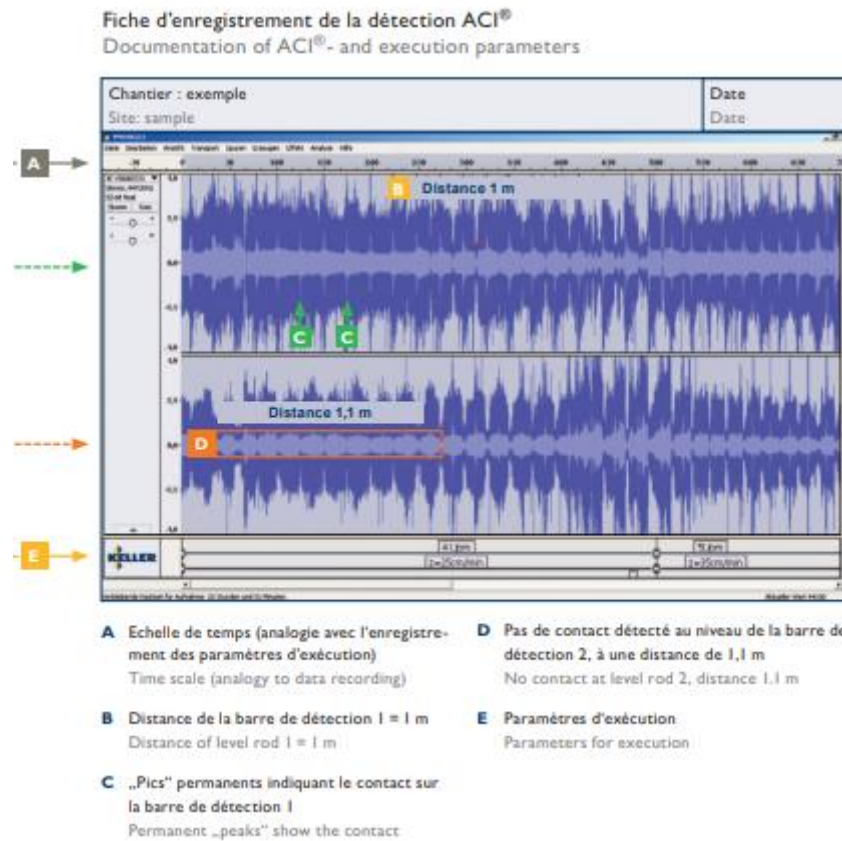 Fiche d'enregistrement de la détection ACI®
Documentation of ACI®- and execution parameters
Chantier : exemple
Date
Site: sample
Date
A
B Distance 1 m
C C
Distance 1,1 m
D
E
KELLER
z=25cm/min
z=35cm/min
A Echelle de temps (analogie avec l'enregistre-
ment des paramètres d'exécution)
Time scale (analogy to data recording)
B Distance de la barre de détection 1 = 1 m
Distance of level rod 1 = 1 m
C „Pics“ permanents indiquant le contact sur
la barre de détection 1
Permanent „peaks“ show the contact
D Pas de contact détecté au niveau de la barre de
détection 2, à une distance de 1,1 m
No contact at level rod 2, distance 1.1 m
E Paramètres d'exécution
Parameters for execution